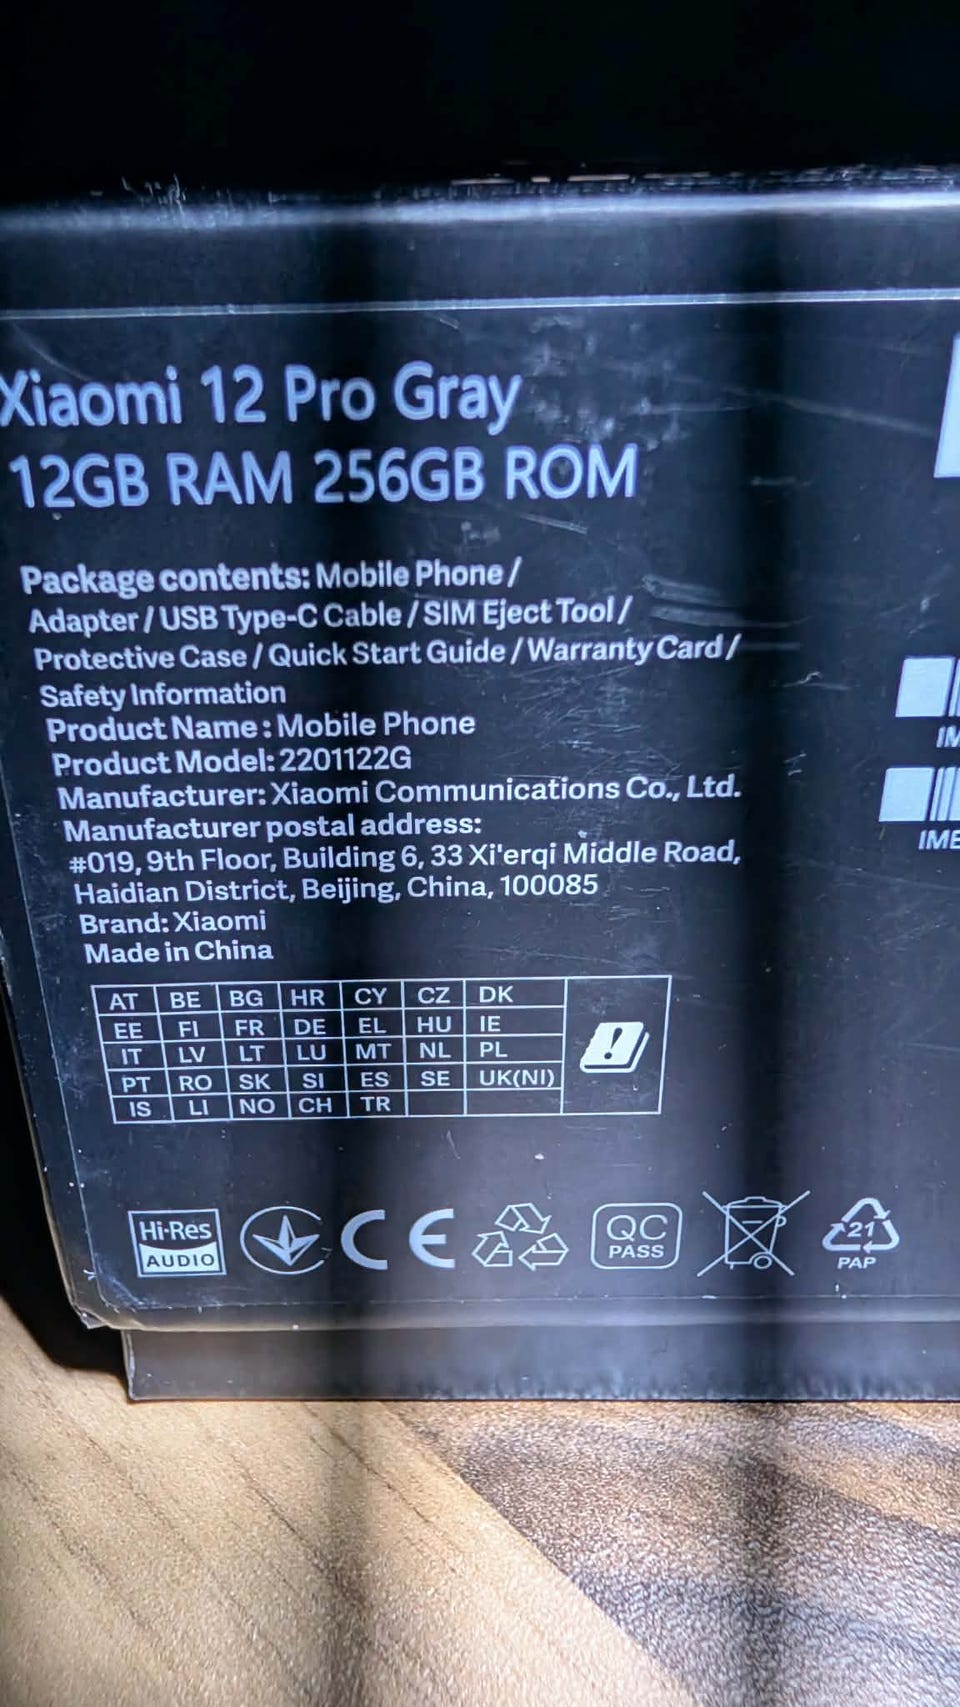 Xiaomi 12 Pro Gray
12GB RAM 256GB ROM
Package contents: Mobile Phone /
Adapter / USB Type-C Cable / SIM Eject Tool /
Protective Case / Quick Start Guide / Warranty Card /
Safety Information
Product Name : Mobile Phone
Product Model: 2201122G
Manufacturer: Xiaomi Communications Co., Ltd.
Manufacturer postal address:
#019, 9th Floor, Building 6, 33 Xi'erqi Middle Road,
Haidian District, Beijing, China, 100085
Brand: Xiaomi
Made in China
AT BE BG HR CY CZ DK
EE FI FR DE EL HU IE
IT LV LT LU MT NL PL
PT RO SK SI ES SE UK(NI)
IS LI NO CH TR
!
Hi-Res
AUDIO
CE
QC
PASS
21
PAP